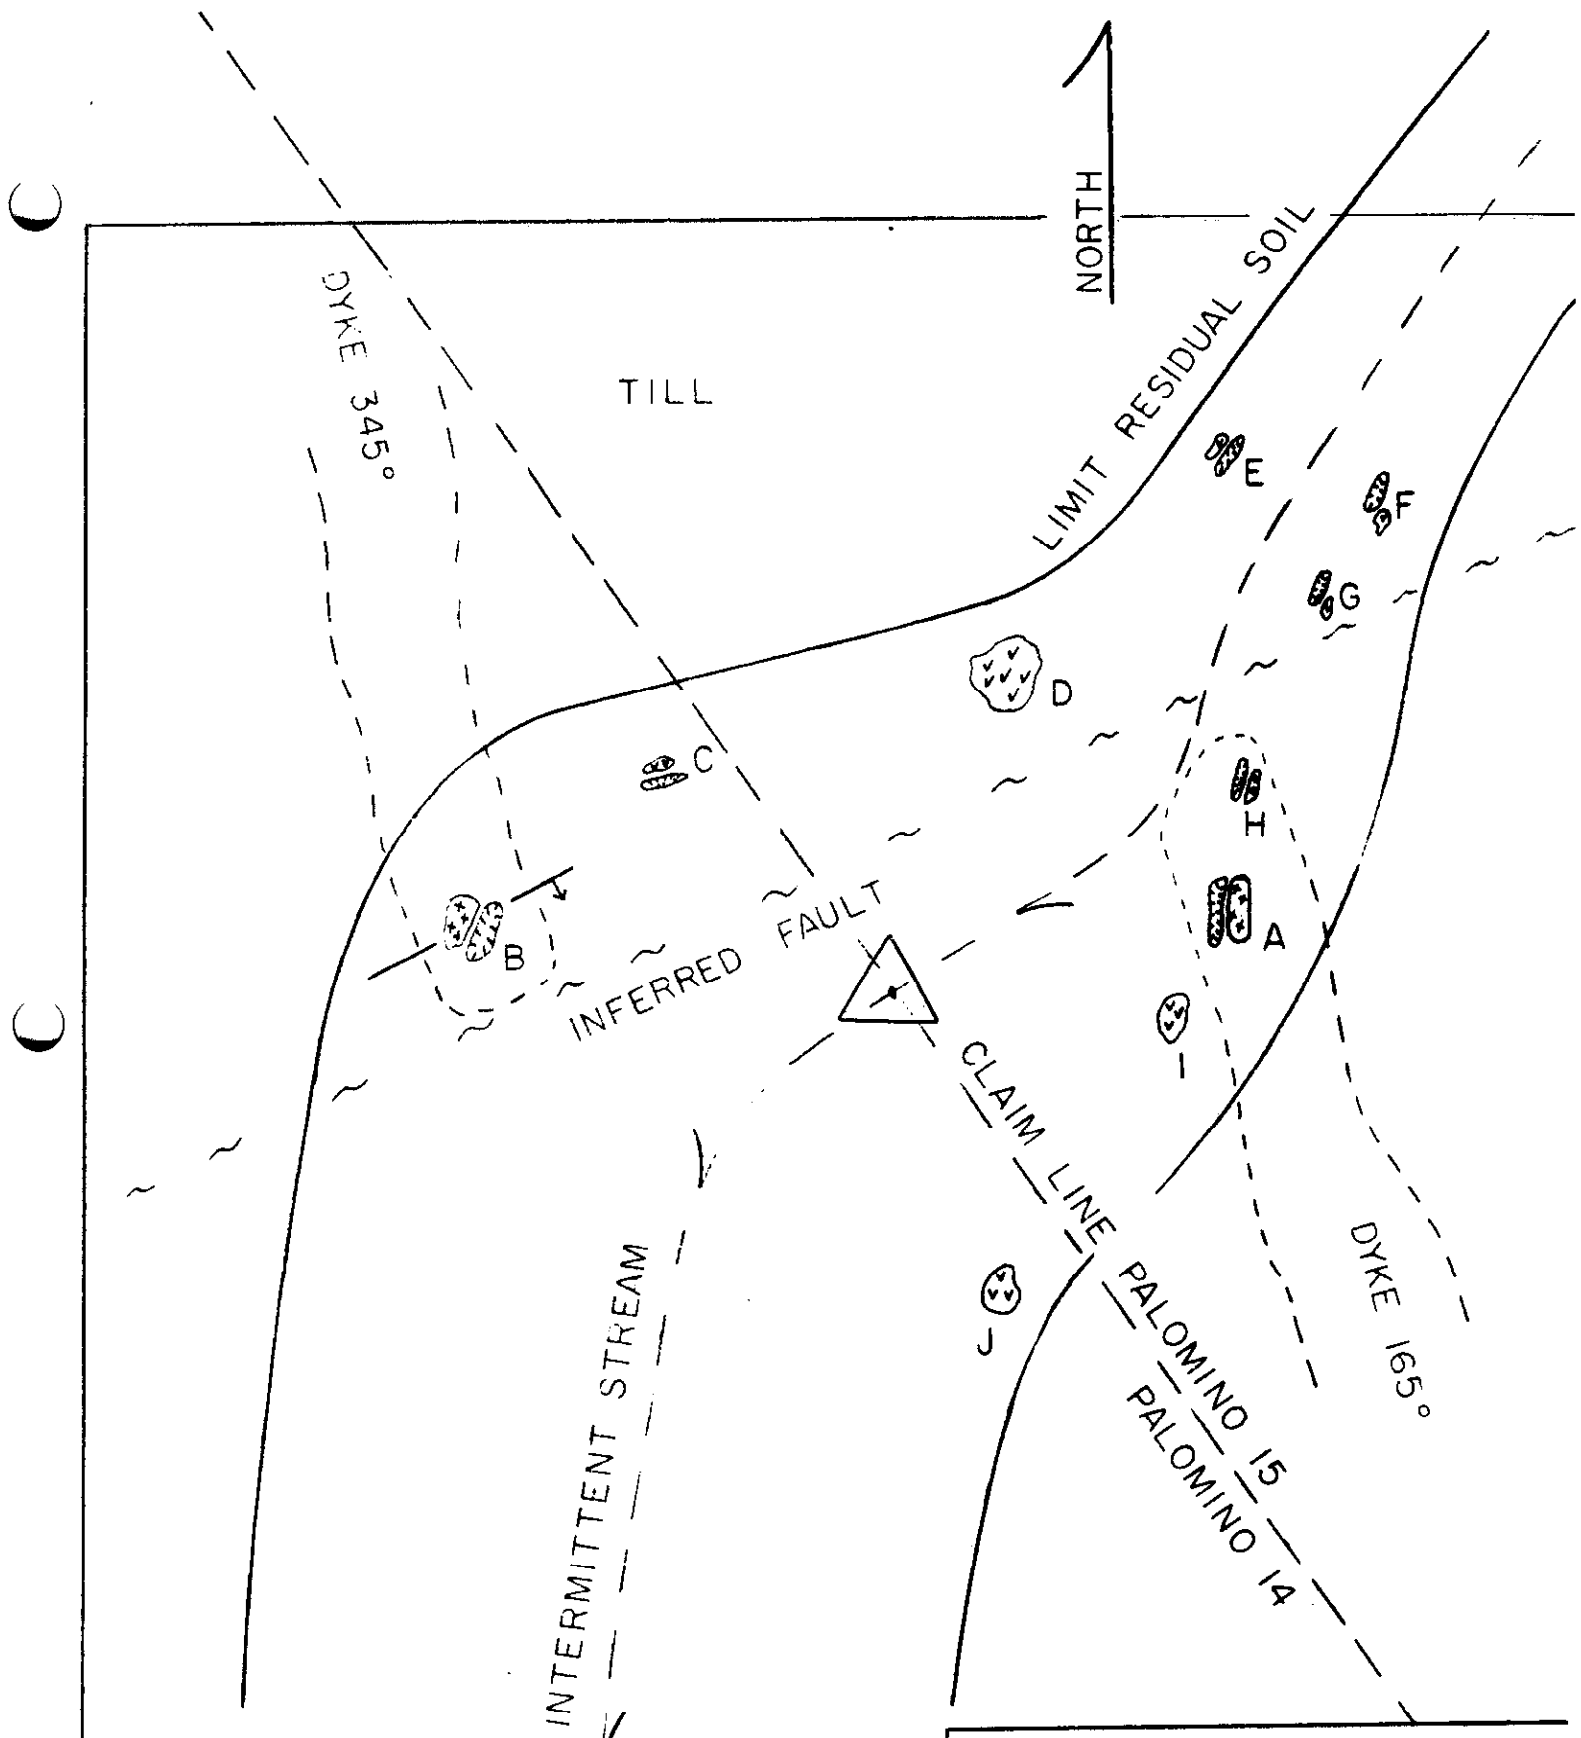 NORTH
DYKE 345°
TILL
LIMIT RESIDUAL SOIL
E
F
G
D
C
H
A
B
INFERRED FAULT
I
CLAIM LINE PALOMINO 15
PALOMINO 14
J
DYKE 165°
INTERMITTENT STREAM